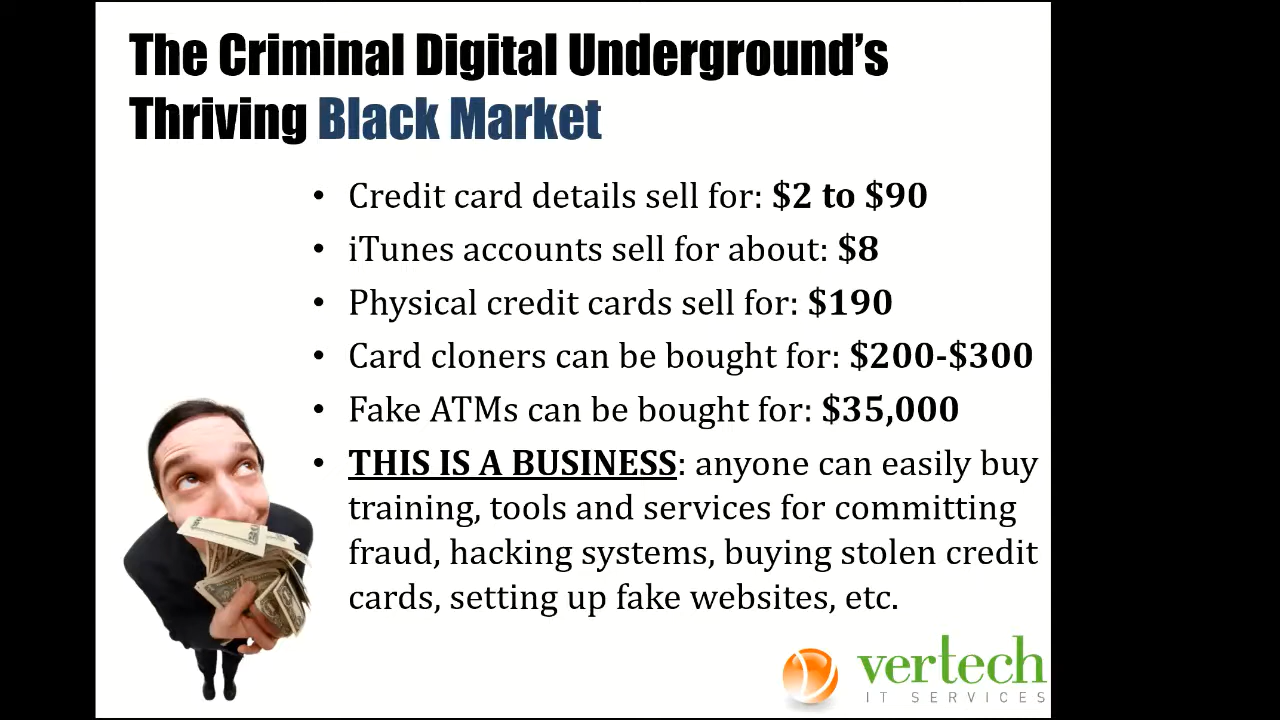 The Criminal Digital Underground’s
Thriving Black Market
• Credit card details sell for: $2 to $90
• iTunes accounts sell for about: $8
• Physical credit cards sell for: $190
• Card cloners can be bought for: $200-$300
• Fake ATMs can be bought for: $35,000
• THIS IS A BUSINESS: anyone can easily buy
training, tools and services for committing
fraud, hacking systems, buying stolen credit
cards, setting up fake websites, etc.
vertech
IT SERVICES